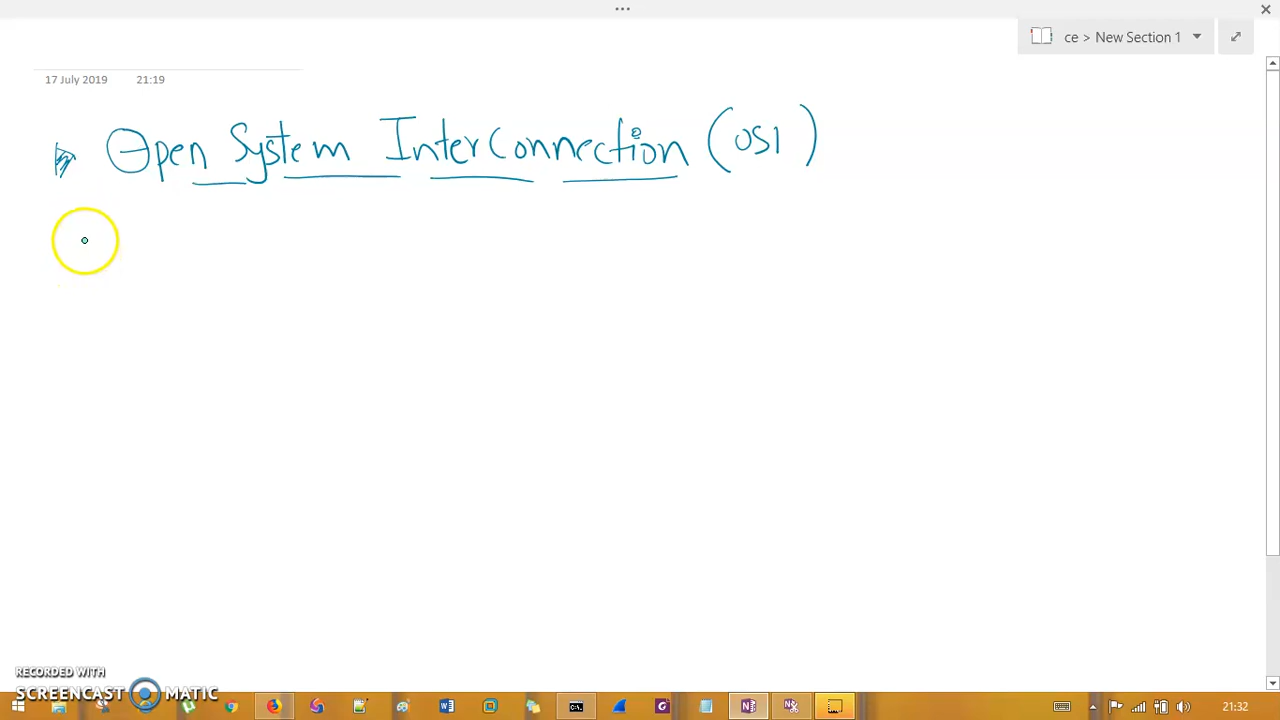 ce > New Section 1
17 July 2019 21:19
Open System InterConnection (OSI)
RECORDED WITH
SCREENCAST MATIC
21:32